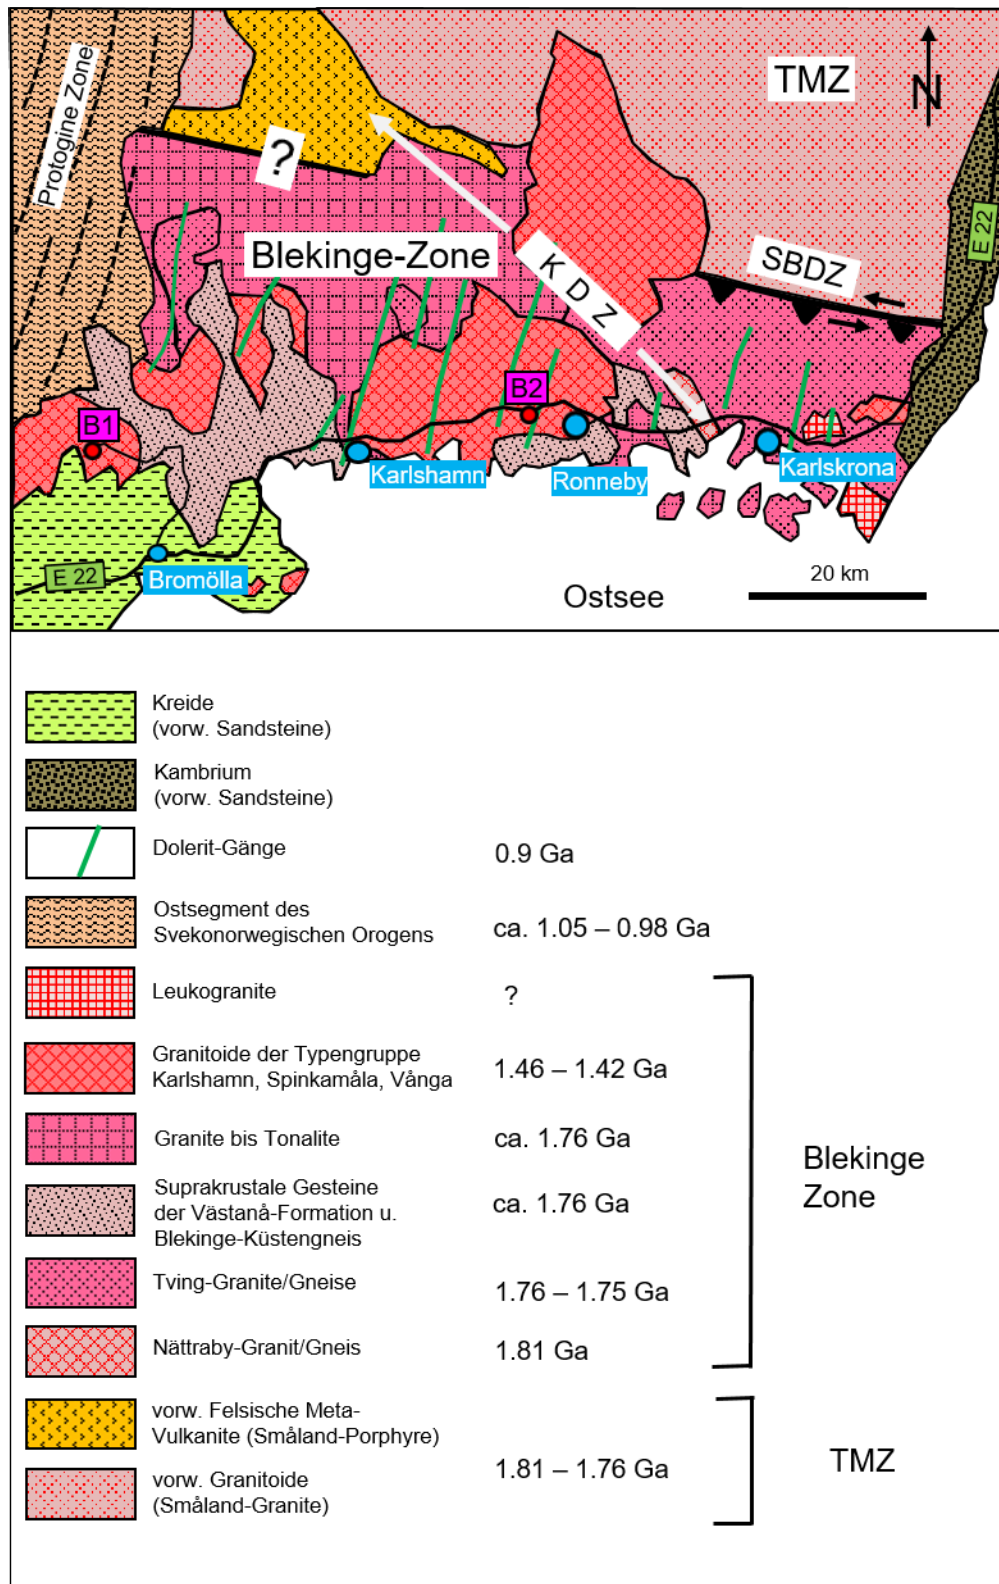 Protogine Zone
TMZ
N
?
E 22
Blekinge-Zone
K D Z
SBDZ
B1
B2
Karlshamn
Ronneby
Karlskrona
E 22
Bromölla
Ostsee
20 km
Kreide
(vorw. Sandsteine)
Kambrium
(vorw. Sandsteine)
Dolerit-Gänge
0.9 Ga
Ostsegment des
Svekonorwegischen Orogens
ca. 1.05 – 0.98 Ga
Leukogranite
?
Granitoide der Typengruppe
Karlshamn, Spinkamåla, Vånga
1.46 – 1.42 Ga
Granite bis Tonalite
ca. 1.76 Ga
Suprakrustale Gesteine
der Västanå-Formation u.
Blekinge-Küstengneis
ca. 1.76 Ga
Tving-Granite/Gneise
1.76 – 1.75 Ga
Nättraby-Granit/Gneis
1.81 Ga
Blekinge
Zone
vorw. Felsische Meta-
Vulkanite (Småland-Porphyre)
vorw. Granitoide
(Småland-Granite)
1.81 – 1.76 Ga
TMZ